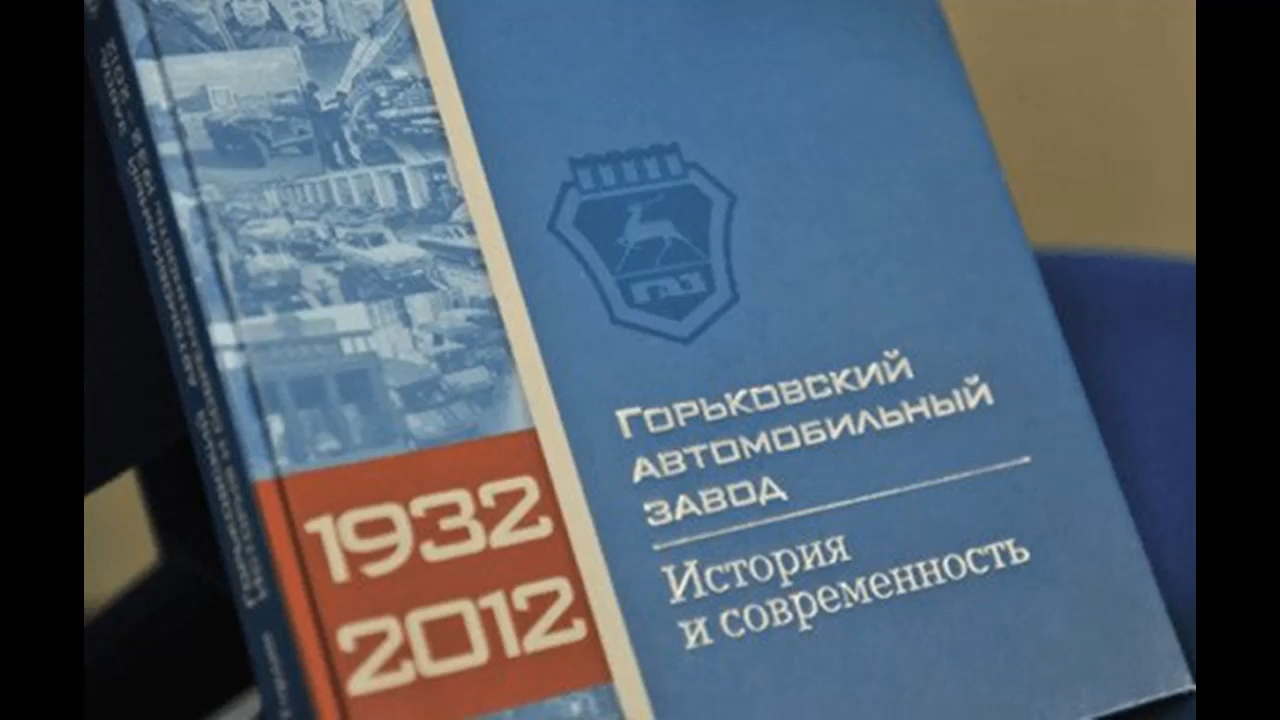 ГАЗ
Горьковский
автомобильный
завод
История
и современность
1932
2012